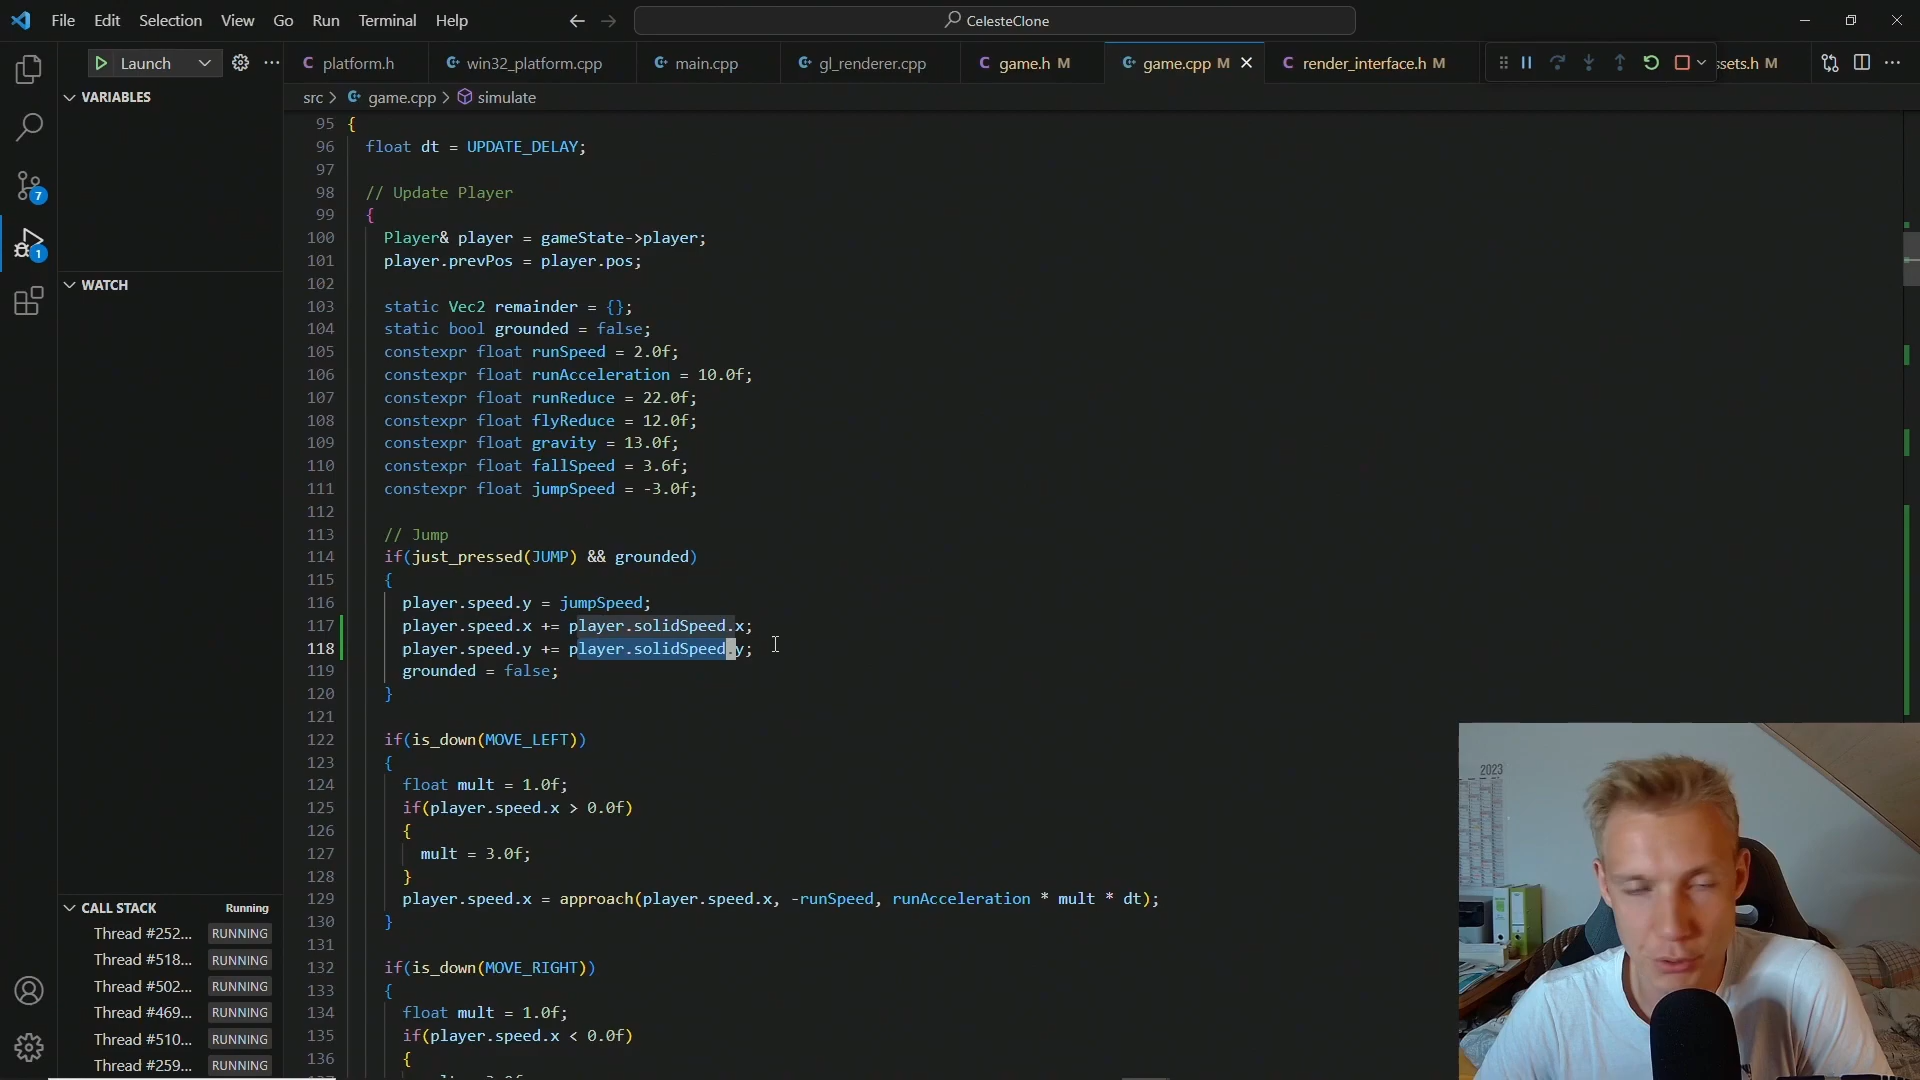 File Edit Selection View Go Run Terminal Help
CelesteClone
Launch
platform.h
win32_platform.cpp
main.cpp
gl_renderer.cpp
game.h M
game.cpp M
render_interface.h M
ssets.h M
VARIABLES
src > game.cpp > simulate
WATCH
7
1
95 {
96 float dt = UPDATE_DELAY;
97
98 // Update Player
99 {
100 Player& player = gameState->player;
101 player.prevPos = player.pos;
102
103 static Vec2 remainder = {};
104 static bool grounded = false;
105 constexpr float runSpeed = 2.0f;
106 constexpr float runAcceleration = 10.0f;
107 constexpr float runReduce = 22.0f;
108 constexpr float flyReduce = 12.0f;
109 constexpr float gravity = 13.0f;
110 constexpr float fallSpeed = 3.6f;
111 constexpr float jumpSpeed = -3.0f;
112
113 // Jump
114 if(just_pressed(JUMP) && grounded)
115 {
116 player.speed.y = jumpSpeed;
117 player.speed.x += player.solidSpeed.x;
118 player.speed.y += player.solidSpeed.y;
119 grounded = false;
120 }
121
122 if(is_down(MOVE_LEFT))
123 {
124 float mult = 1.0f;
125 if(player.speed.x > 0.0f)
126 {
127 mult = 3.0f;
128 }
129 player.speed.x = approach(player.speed.x, -runSpeed, runAcceleration * mult * dt);
130 }
131
132 if(is_down(MOVE_RIGHT))
133 {
134 float mult = 1.0f;
135 if(player.speed.x < 0.0f)
136 {
CALL STACK Running
Thread #252... RUNNING
Thread #518... RUNNING
Thread #502... RUNNING
Thread #469... RUNNING
Thread #510... RUNNING
Thread #259... RUNNING
2023